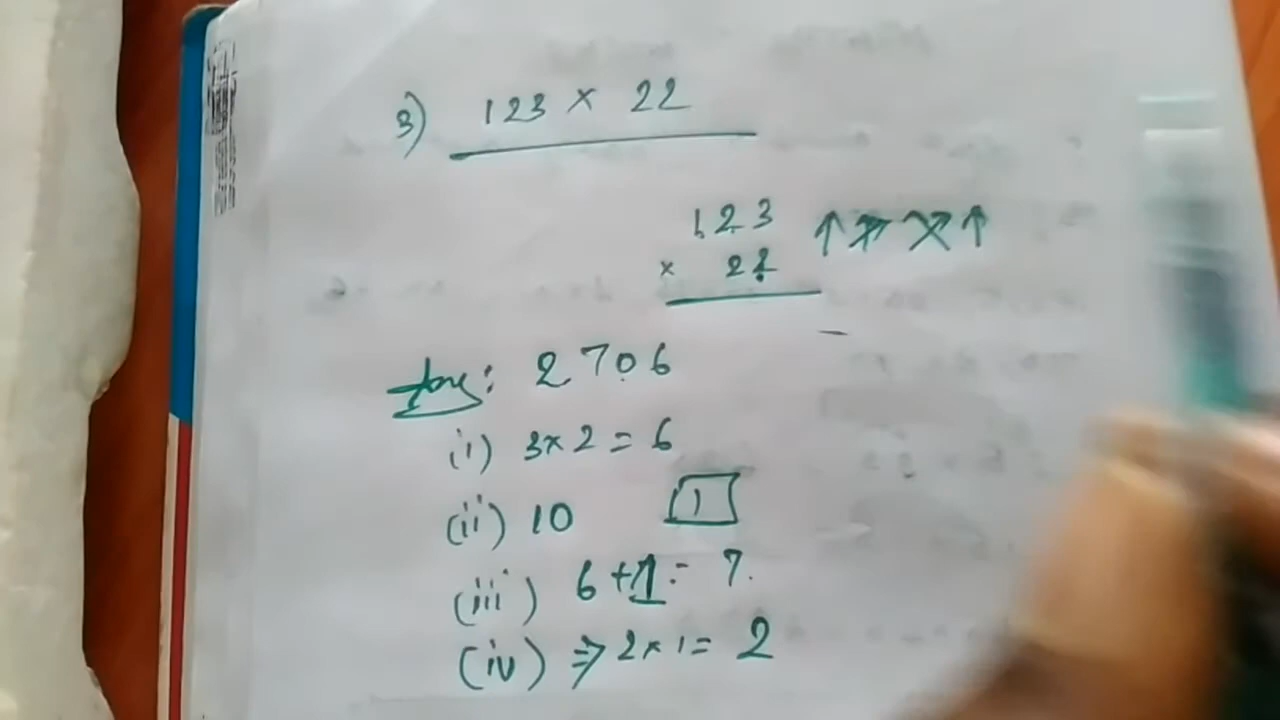 3) 123 × 22
123 ↑ ↗ ↗ ↑
× 22
Ans: 2706
(i) 3×2 = 6
(ii) 10 1
(iii) 6 + 1 = 7.
(iv) ⇒ 2×1 = 2